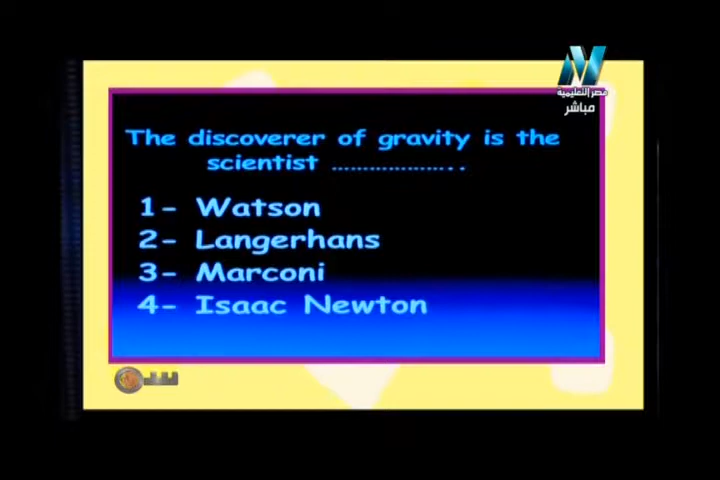 مصر التعليمية
مباشر
The discoverer of gravity is the
scientist ....................
1- Watson
2- Langerhans
3- Marconi
4- Isaac Newton